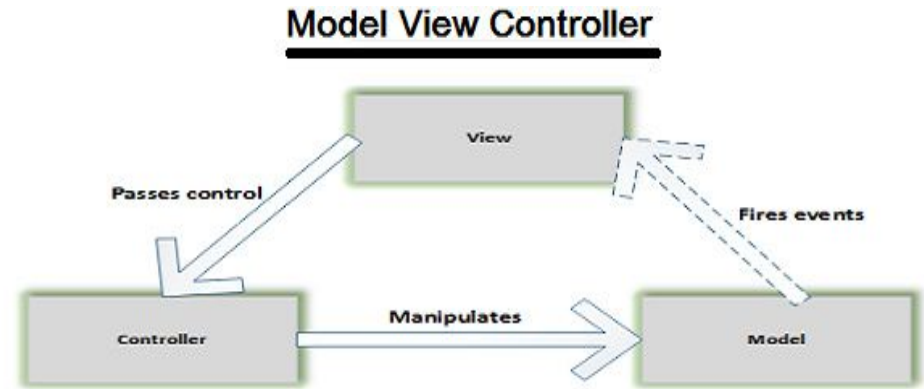 Model View Controller
View
Passes control
Fires events
Manipulates
Controller
Model